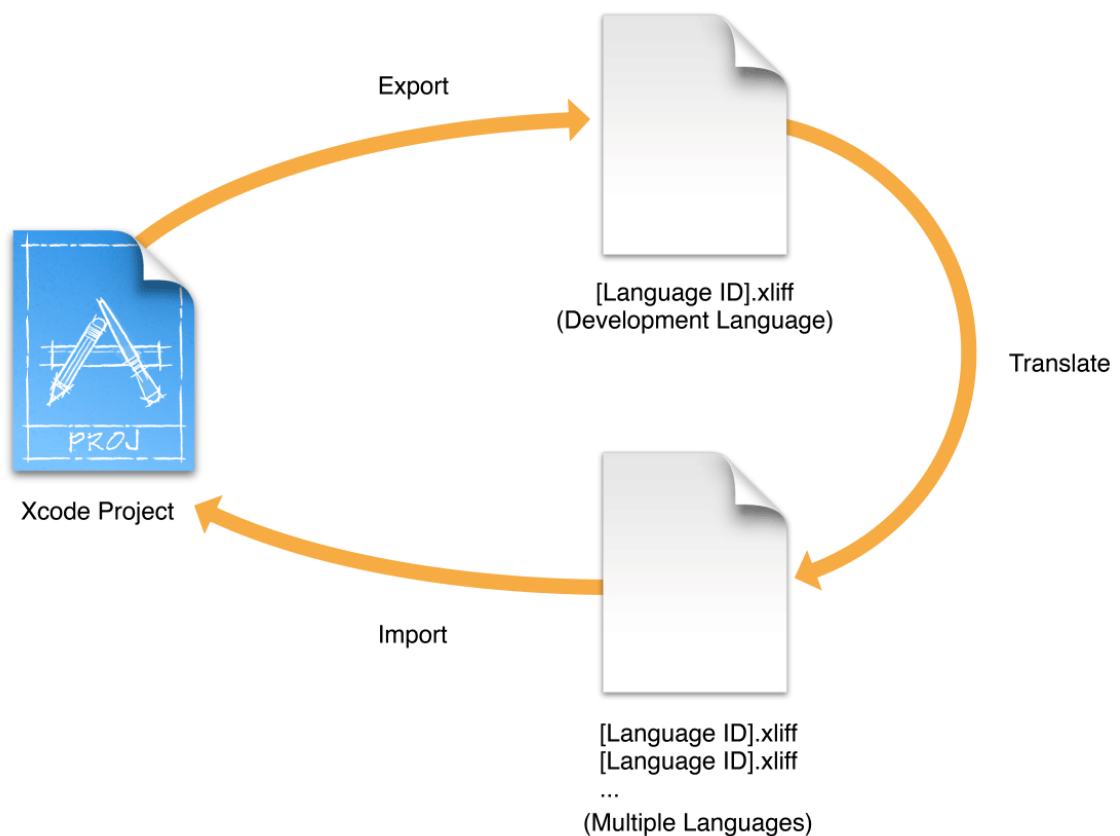 Export
[Language ID].xliff
(Development Language)
Translate
PROJ
Xcode Project
Import
[Language ID].xliff
[Language ID].xliff
...
(Multiple Languages)